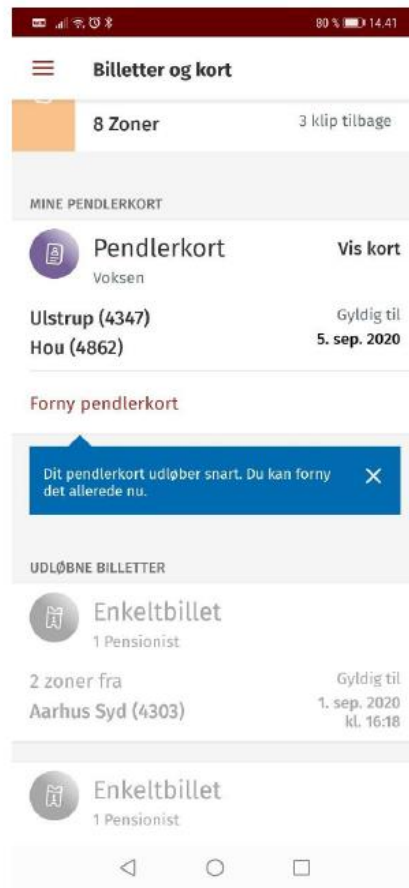 80 % 14.41
Billetter og kort
8 Zoner
3 klip tilbage
MINE PENDLERKORT
Pendlerkort
Vis kort
Voksen
Ulstrup (4347)
Gyldig til
Hou (4862)
5. sep. 2020
Forny pendlerkort
Dit pendlerkort udløber snart. Du kan forny
det allerede nu.
UDLØBNE BILLETTER
Enkeltbillet
1 Pensionist
2 zoner fra
Gyldig til
Aarhus Syd (4303)
1. sep. 2020
kl. 16:18
Enkeltbillet
1 Pensionist